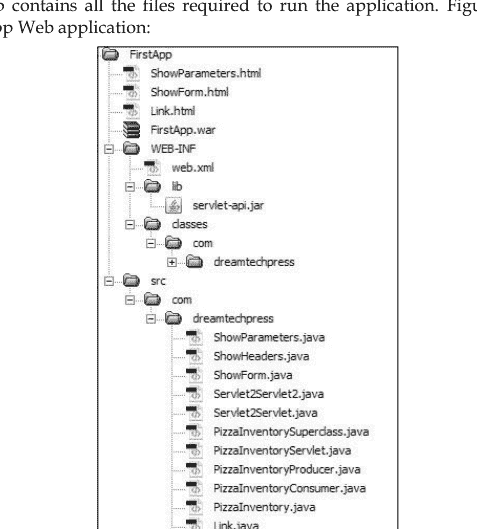 contains all the files required to run the application.
Web application:
FirstApp
ShowParameters.html
ShowForm.html
Link.html
FirstApp.war
WEB-INF
web.xml
lib
servlet-api.jar
classes
com
dreamtechpress
src
com
dreamtechpress
ShowParameters.java
ShowHeaders.java
ShowForm.java
Servlet2Servlet2.java
Servlet2Servlet.java
PizzaInventorySuperclass.java
PizzaInventoryServlet.java
PizzaInventoryProducer.java
PizzaInventoryConsumer.java
PizzaInventory.java
Link.java